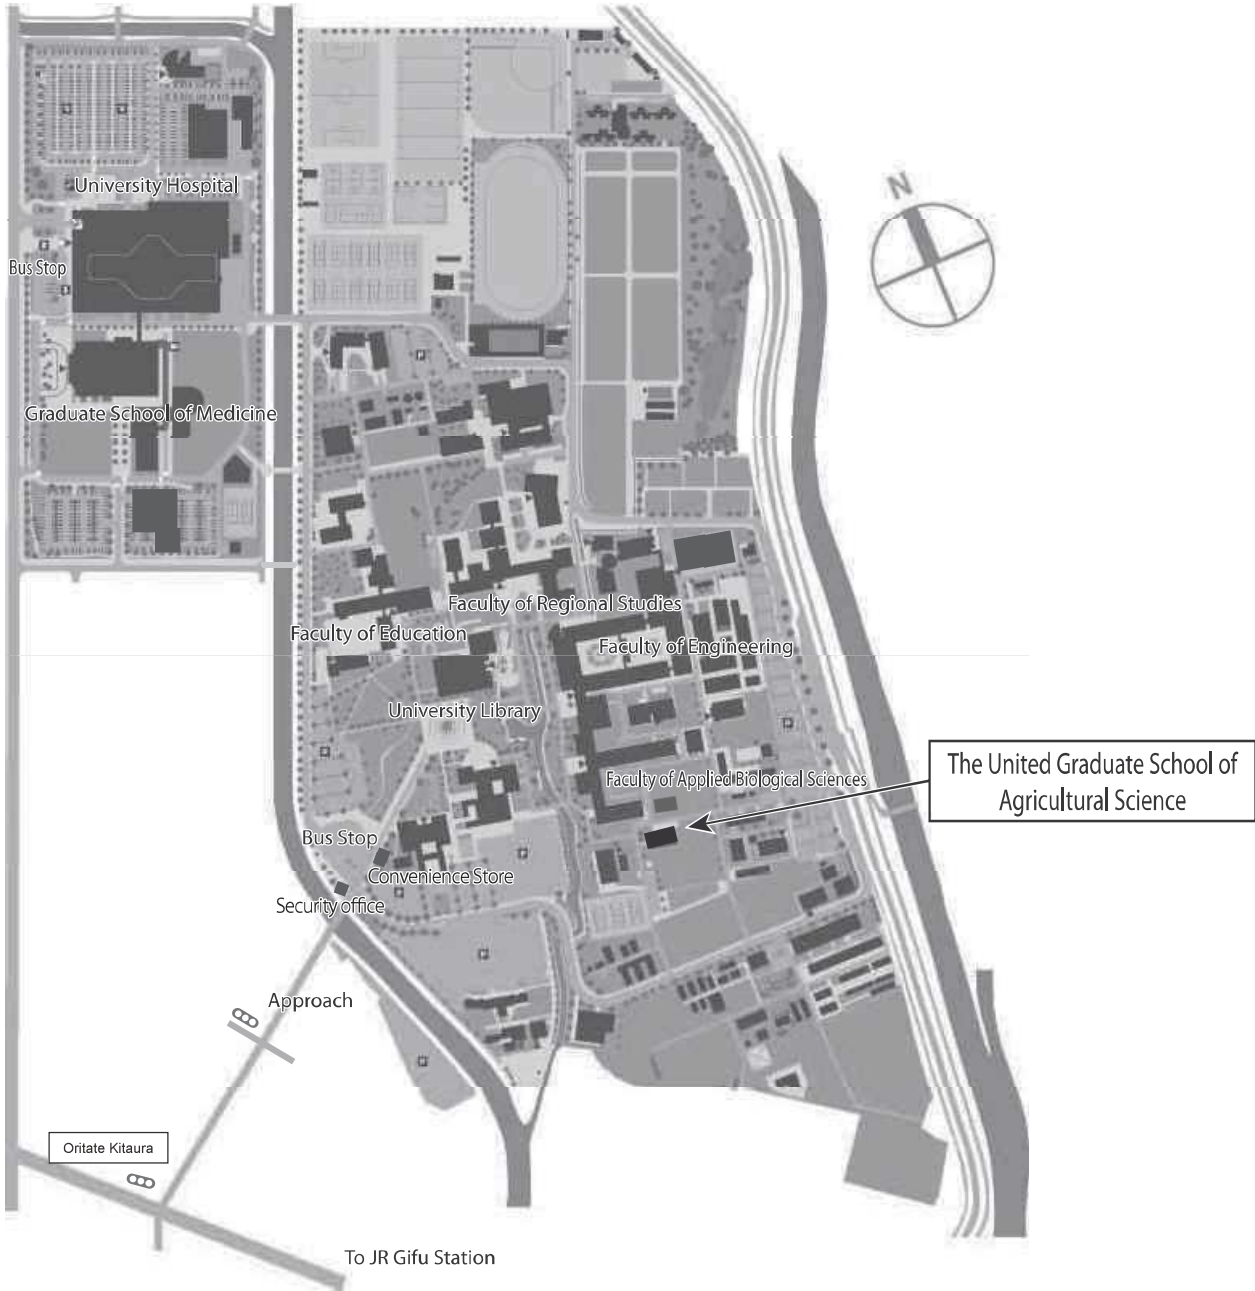 N
University Hospital
Bus Stop
Graduate School of Medicine
Faculty of Regional Studies
Faculty of Education
Faculty of Engineering
University Library
The United Graduate School of
Agricultural Science
Faculty of Applied Biological Sciences
Bus Stop
Convenience Store
Security office
Approach
Oritate Kitaura
To JR Gifu Station
P
P
P
P
P
P
P
P
P